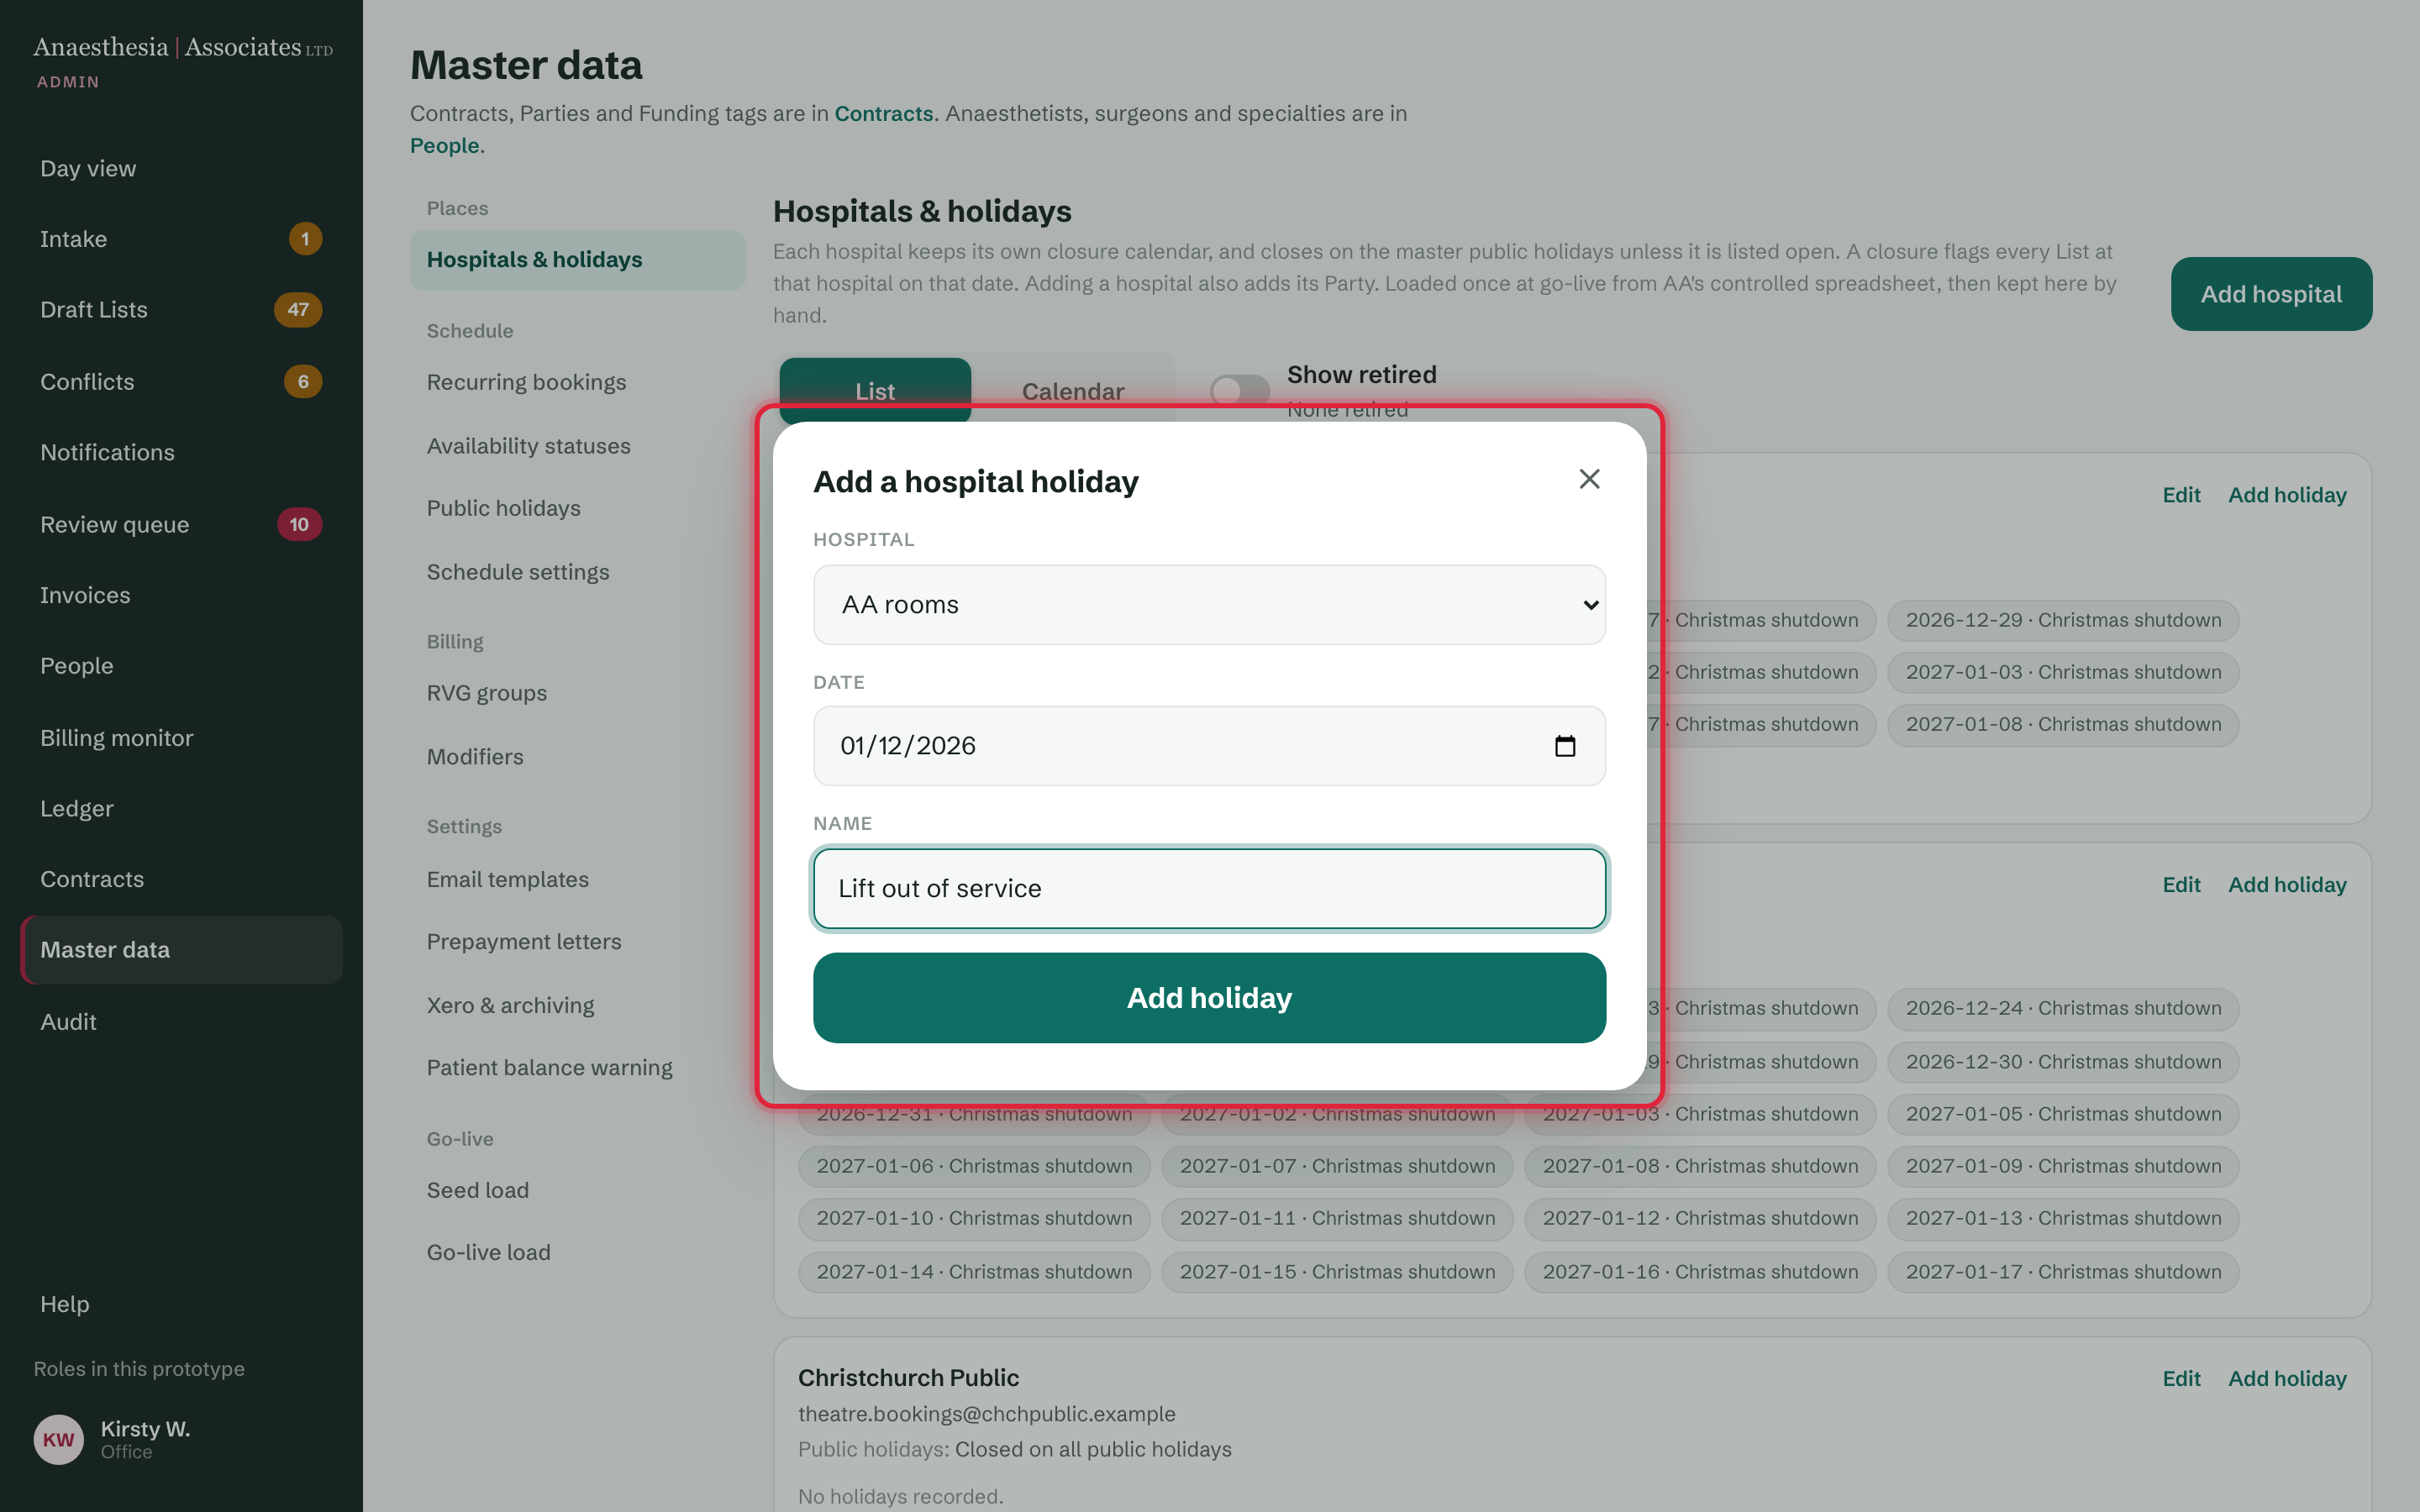 Anaesthesia | Associates LTD
ADMIN
Day view
Intake 1
Draft Lists 47
Conflicts 6
Notifications
Review queue 10
Invoices
People
Billing monitor
Ledger
Contracts
Master data
Audit
Help
Roles in this prototype
KW
Kirsty W.
Office
Master data
Contracts, Parties and Funding tags are in Contracts. Anaesthetists, surgeons and specialties are in
People.
Places
Hospitals & holidays
Schedule
Recurring bookings
Availability statuses
Public holidays
Schedule settings
Billing
RVG groups
Modifiers
Settings
Email templates
Prepayment letters
Xero & archiving
Patient balance warning
Go-live
Seed load
Go-live load
Hospitals & holidays
Each hospital keeps its own closure calendar, and closes on the master public holidays unless it is listed open. A closure flags every List at
that hospital on that date. Adding a hospital also adds its Party. Loaded once at go-live from AA's controlled spreadsheet, then kept here by
hand.
Add hospital
List Calendar
Show retired
None retired
Add a hospital holiday
HOSPITAL
AA rooms
DATE
01/12/2026
NAME
Lift out of service
Add holiday
Edit Add holiday
7 · Christmas shutdown 2026-12-29 · Christmas shutdown
2 · Christmas shutdown 2027-01-03 · Christmas shutdown
7 · Christmas shutdown 2027-01-08 · Christmas shutdown
Edit Add holiday
3 · Christmas shutdown 2026-12-24 · Christmas shutdown
9 · Christmas shutdown 2026-12-30 · Christmas shutdown
2026-12-31 · Christmas shutdown 2027-01-02 · Christmas shutdown 2027-01-03 · Christmas shutdown 2027-01-05 · Christmas shutdown
2027-01-06 · Christmas shutdown 2027-01-07 · Christmas shutdown 2027-01-08 · Christmas shutdown 2027-01-09 · Christmas shutdown
2027-01-10 · Christmas shutdown 2027-01-11 · Christmas shutdown 2027-01-12 · Christmas shutdown 2027-01-13 · Christmas shutdown
2027-01-14 · Christmas shutdown 2027-01-15 · Christmas shutdown 2027-01-16 · Christmas shutdown 2027-01-17 · Christmas shutdown
Christchurch Public
Edit Add holiday
theatre.bookings@chchpublic.example
Public holidays: Closed on all public holidays
No holidays recorded.